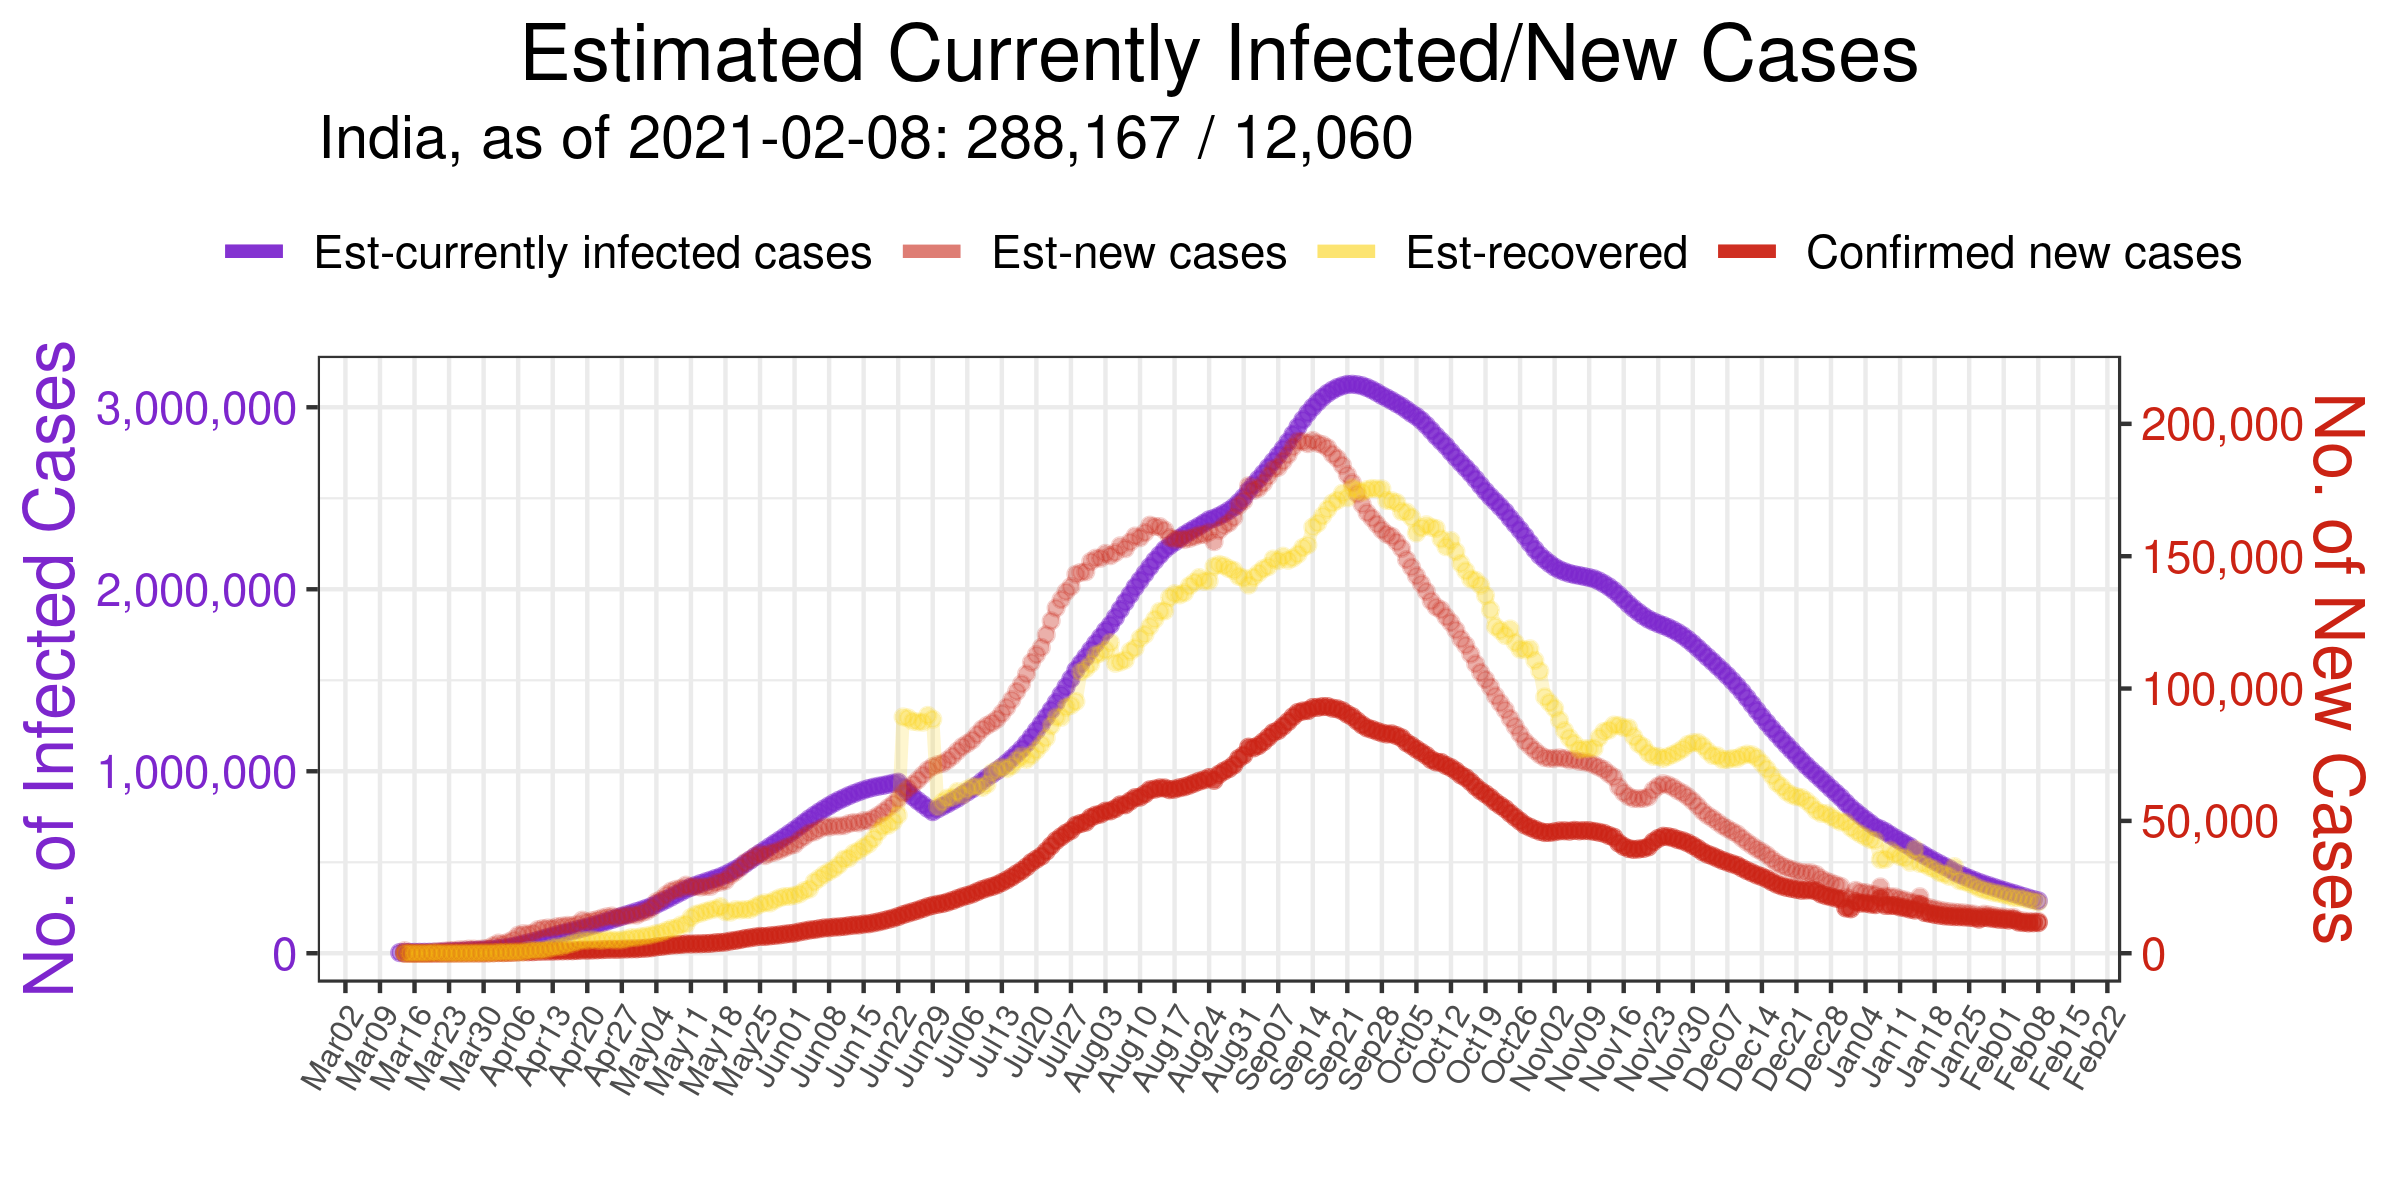 Estimated Currently Infected/New Cases
India, as of 2021-02-08: 288,167 / 12,060
Est-currently infected cases
Est-new cases
Est-recovered
Confirmed new cases
No. of Infected Cases
3,000,000
2,000,000
1,000,000
0
200,000
150,000
100,000
50,000
0
No. of New Cases
Mar02
Mar09
Mar16
Mar23
Mar30
Apr06
Apr13
Apr20
Apr27
May04
May11
May18
May25
Jun01
Jun08
Jun15
Jun22
Jun29
Jul06
Jul13
Jul20
Jul27
Aug03
Aug10
Aug17
Aug24
Aug31
Sep07
Sep14
Sep21
Sep28
Oct05
Oct12
Oct19
Oct26
Nov02
Nov09
Nov16
Nov23
Nov30
Dec07
Dec14
Dec21
Dec28
Jan04
Jan11
Jan18
Jan25
Feb01
Feb08
Feb15
Feb22